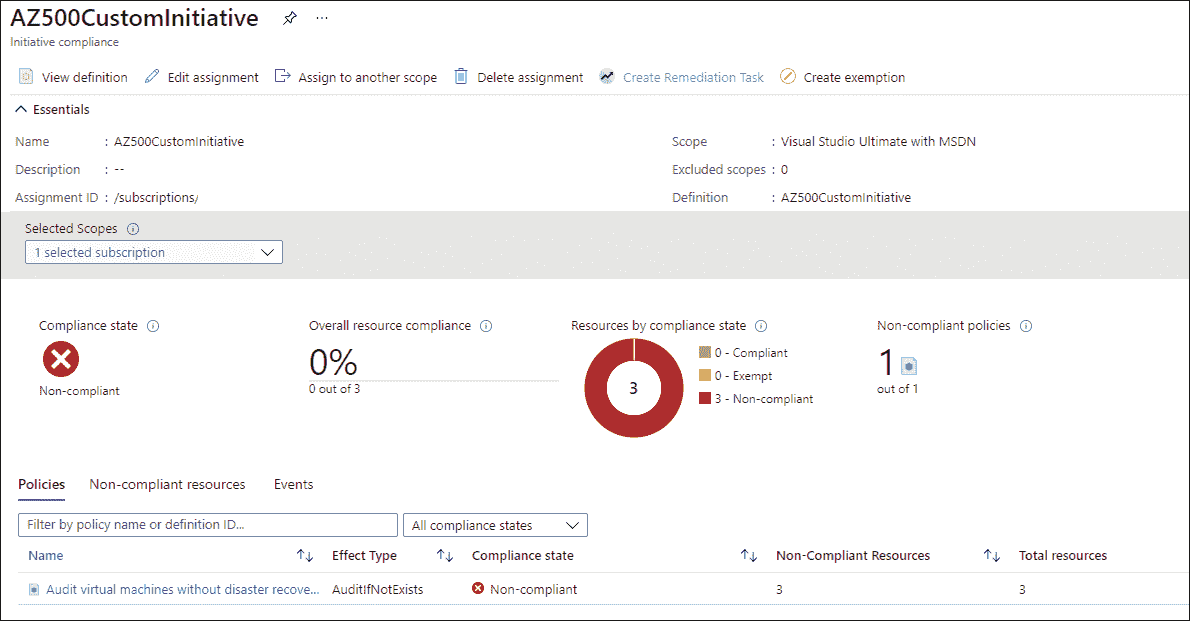 AZ500CustomInitiative ...
Initiative compliance
View definition Edit assignment Assign to another scope Delete assignment Create Remediation Task Create exemption
Essentials
Name : AZ500CustomInitiative Scope : Visual Studio Ultimate with MSDN
Description : -- Excluded scopes : 0
Assignment ID : /subscriptions/ Definition : AZ500CustomInitiative
Selected Scopes
1 selected subscription
Compliance state Overall resource compliance Resources by compliance state Non-compliant policies
0% 3 0 - Compliant 1
0 - Exempt
Non-compliant 0 out of 3 3 - Non-compliant out of 1
Policies Non-compliant resources Events
Filter by policy name or definition ID... All compliance states
Name Effect Type Compliance state Non-Compliant Resources Total resources
Audit virtual machines without disaster recove... AuditIfNotExists Non-compliant 3 3